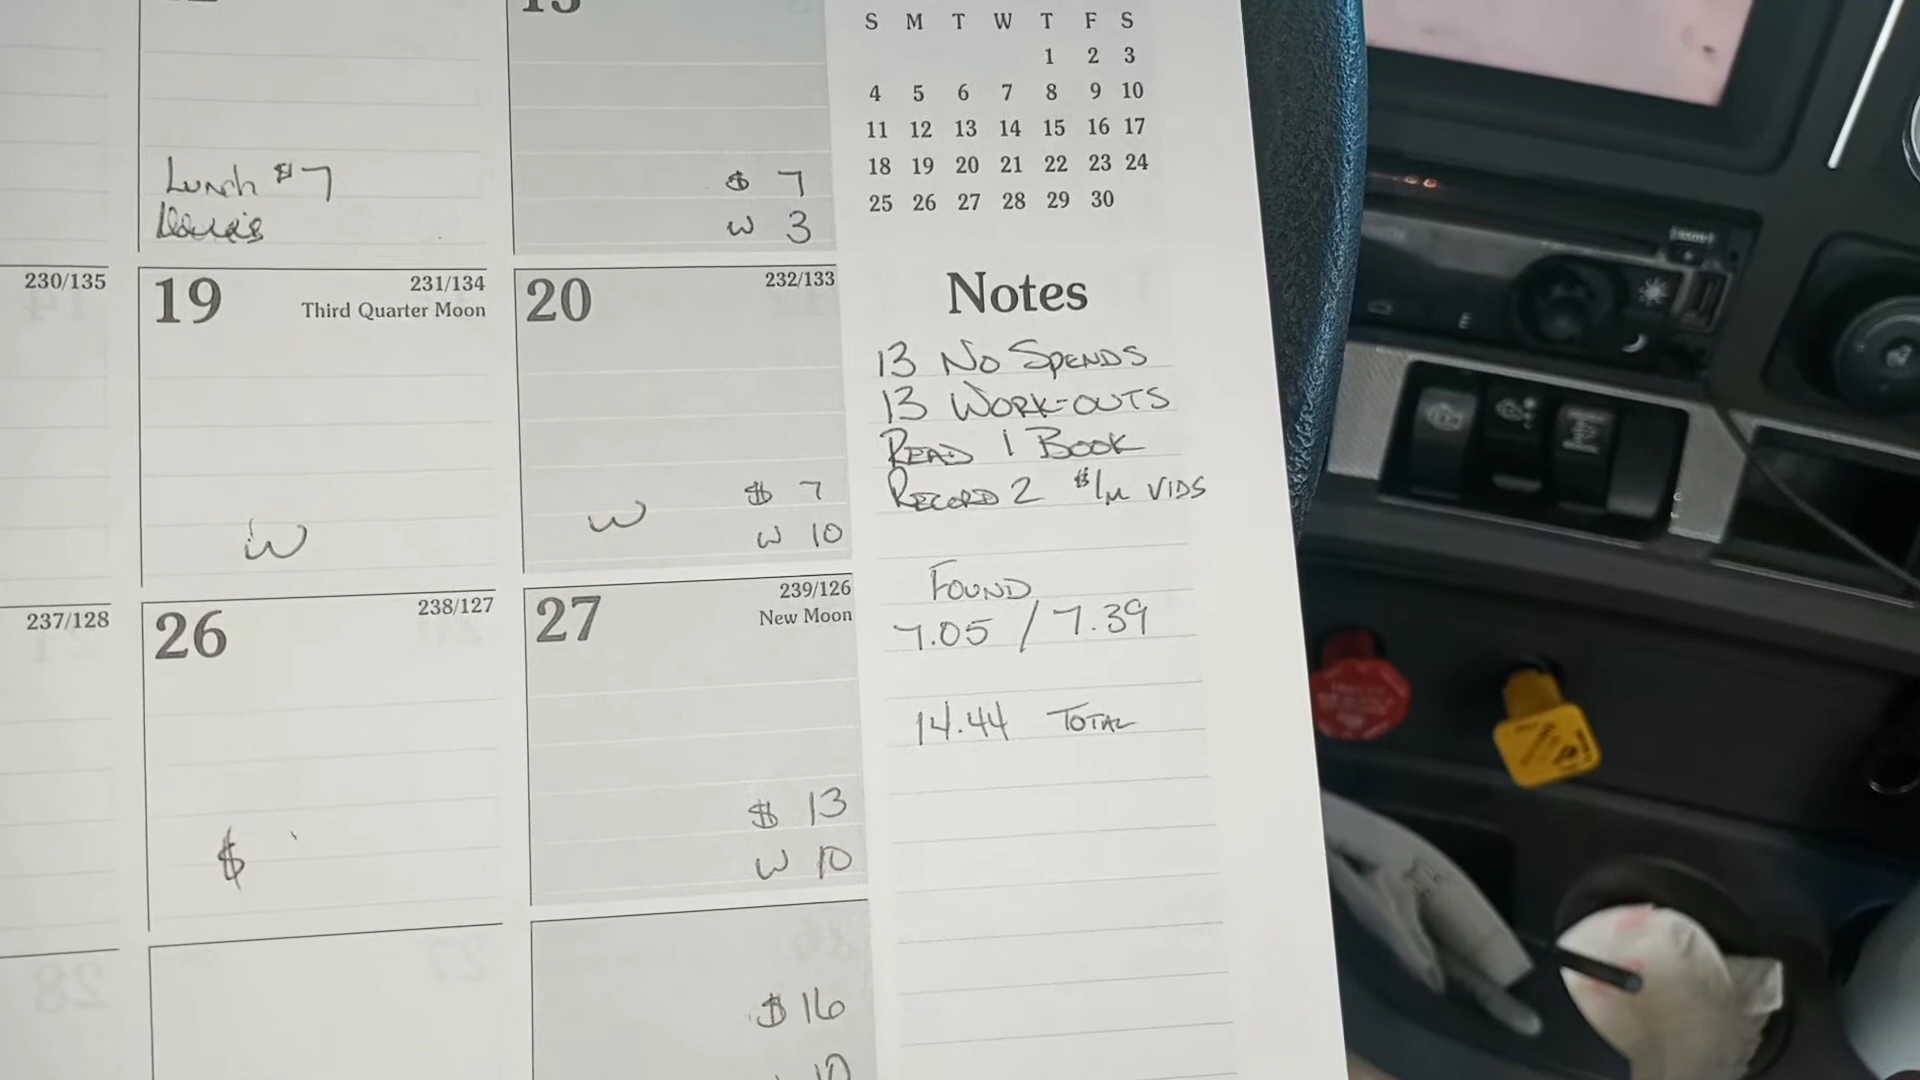 13
S M T W T F S
1 2 3
4 5 6 7 8 9 10
11 12 13 14 15 16 17
18 19 20 21 22 23 24
25 26 27 28 29 30
Lunch $7
$ 7
W 3
230/135
19
231/134
Third Quarter Moon
W
20
232/133
W
$ 7
W 10
Notes
13 No Spends
13 Work-outs
Read 1 Book
Record 2 $/M Vids
Found
7.05 / 7.39
14.44 Total
237/128
26
238/127
$
27
239/126
New Moon
$ 13
W 10
$ 16
10